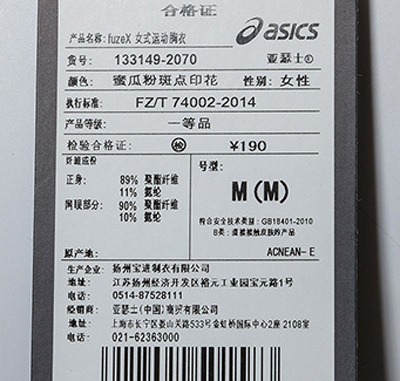 合格证
asics
产品名称: fuzeX 女式运动胸衣
亚瑟士®
货号: 133149-2070
颜色: 蜜瓜粉斑点印花 性别: 女性
执行标准: FZ/T 74002-2014
产品等级: 一等品
检验合格证: 检 ¥190
纤维成份
号型:
正身: 89% 聚酯纤维
11% 氨纶
M(M)
网眼部分: 90% 聚酯纤维
10% 氨纶
符合安全技术类别: GB18401-2010
B类: 直接接触皮肤的产品
原产地: ACNEAN-E
生产企业: 扬州宝进制衣有限公司
地址: 江苏扬州经济开发区裕元工业园宝元路1号
电话: 0514-87528111
经销商: 亚瑟士(中国)商贸有限公司
地址: 上海市长宁区娄山关路533号金虹桥国际中心2座 2108室
电话: 021-62363000